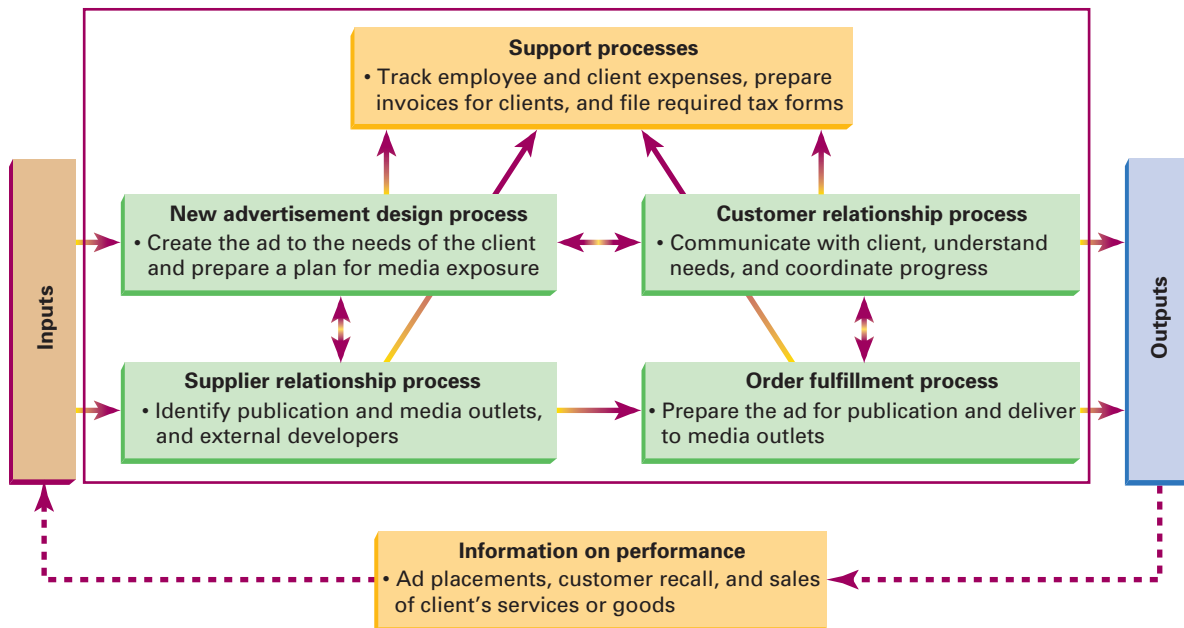 Support processes
• Track employee and client expenses, prepare
invoices for clients, and file required tax forms
New advertisement design process
• Create the ad to the needs of the client
and prepare a plan for media exposure
Customer relationship process
• Communicate with client, understand
needs, and coordinate progress
Inputs
Outputs
Supplier relationship process
• Identify publication and media outlets,
and external developers
Order fulfillment process
• Prepare the ad for publication and deliver
to media outlets
Information on performance
• Ad placements, customer recall, and sales
of client’s services or goods